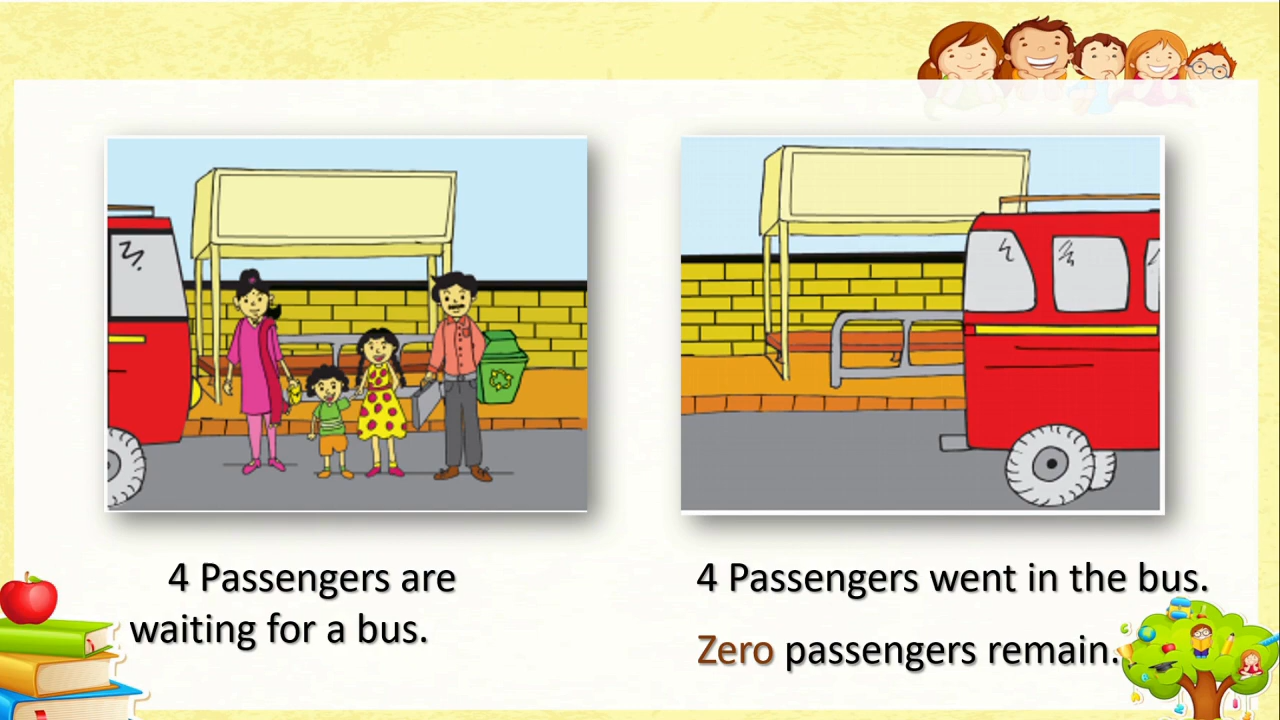 4 Passengers are
waiting for a bus.
4 Passengers went in the bus.
Zero passengers remain.